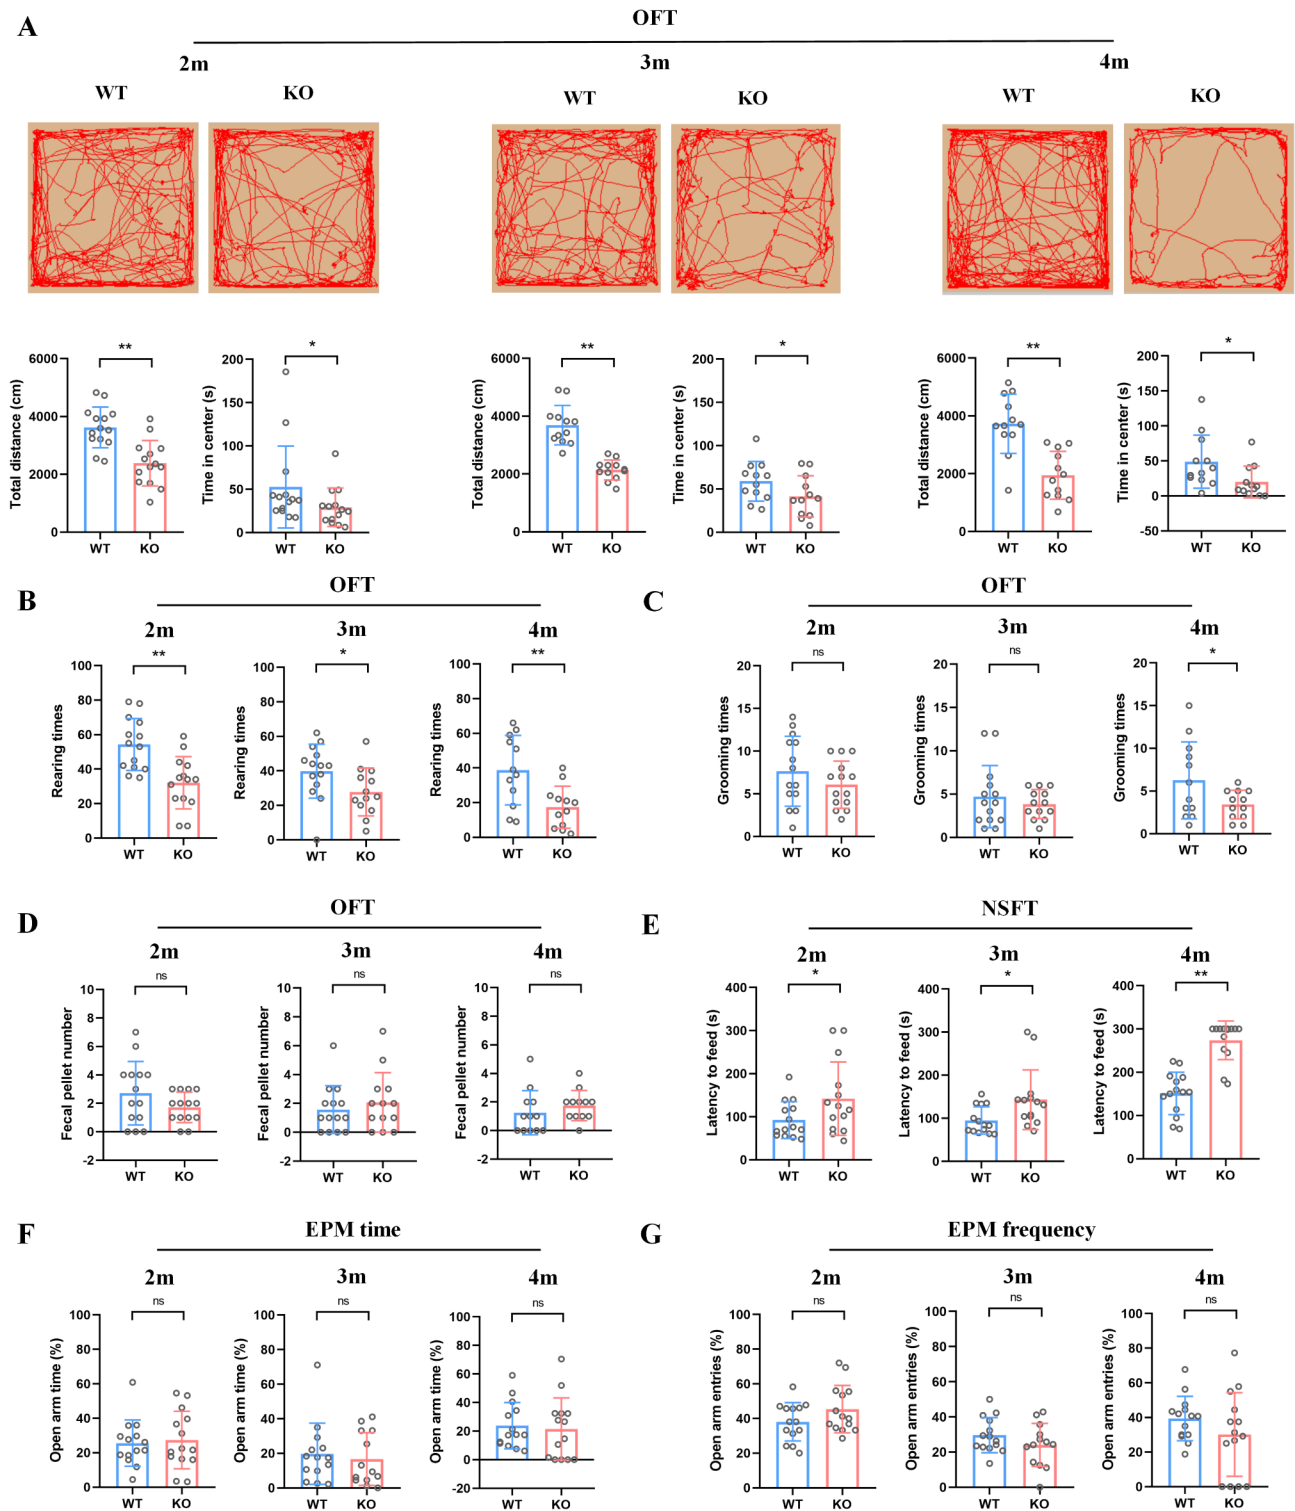 A
OFT
2m 3m 4m
WT KO WT KO WT KO
** * ** * ** *
Total distance (cm) 6000 4000 2000 0 WT KO
Time in center (s) 200 150 100 50 0 WT KO
Total distance (cm) 6000 4000 2000 0 WT KO
Time in center (s) 200 150 100 50 0 WT KO
Total distance (cm) 6000 4000 2000 0 WT KO
Time in center (s) 200 150 100 50 0 -50 WT KO
B
OFT
2m 3m 4m
** * **
Rearing times 100 80 60 40 20 0 WT KO
Rearing times 100 80 60 40 20 0 WT KO
Rearing times 100 80 60 40 20 0 WT KO
C
OFT
2m 3m 4m
ns ns *
Grooming times 20 15 10 5 0 WT KO
Grooming times 20 15 10 5 0 WT KO
Grooming times 20 15 10 5 0 WT KO
D
OFT
2m 3m 4m
ns ns ns
Fecal pellet number 10 8 6 4 2 0 -2 WT KO
Fecal pellet number 10 8 6 4 2 0 -2 WT KO
Fecal pellet number 10 8 6 4 2 0 -2 WT KO
E
NSFT
2m 3m 4m
* * **
Latency to feed (s) 400 300 200 100 0 WT KO
Latency to feed (s) 400 300 200 100 0 WT KO
Latency to feed (s) 400 300 200 100 0 WT KO
F
EPM time
2m 3m 4m
ns ns ns
Open arm time (%) 100 80 60 40 20 0 WT KO
Open arm time (%) 100 80 60 40 20 0 WT KO
Open arm time (%) 100 80 60 40 20 0 -20 WT KO
G
EPM frequency
2m 3m 4m
ns ns ns
Open arm entries (%) 100 80 60 40 20 0 WT KO
Open arm entries (%) 100 80 60 40 20 0 WT KO
Open arm entries (%) 100 80 60 40 20 0 WT KO